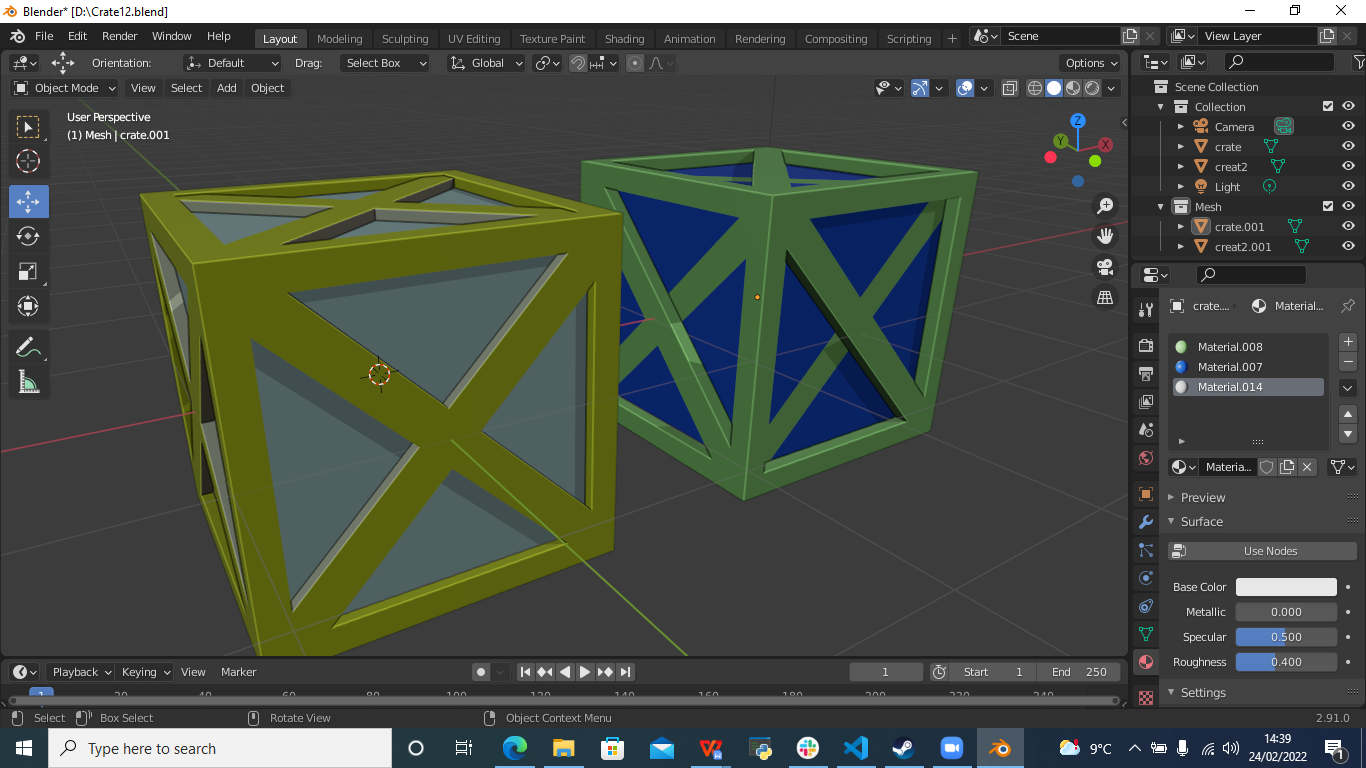 Blender* [D:\Crate12.blend]
File Edit Render Window Help Layout Modeling Sculpting UV Editing Texture Paint Shading Animation Rendering Compositing Scripting + Scene View Layer
Orientation: Default Drag: Select Box Global Options
Object Mode View Select Add Object
User Perspective
(1) Mesh | crate.001
Z
Y
X
Scene Collection
Collection
Camera
crate
creat2
Light
Mesh
crate.001
creat2.001
crate.... Material...
Material.008
Material.007
Material.014
Materia...
Preview
Surface
Use Nodes
Base Color
Metallic 0.000
Specular 0.500
Roughness 0.400
Settings
Playback Keying View Marker 1 Start 1 End 250
1 20 40 60 80 100 120 140 160 180 200 220 240
Select Box Select Rotate View Object Context Menu 2.91.0
Type here to search
9°C
14:39
24/02/2022
1